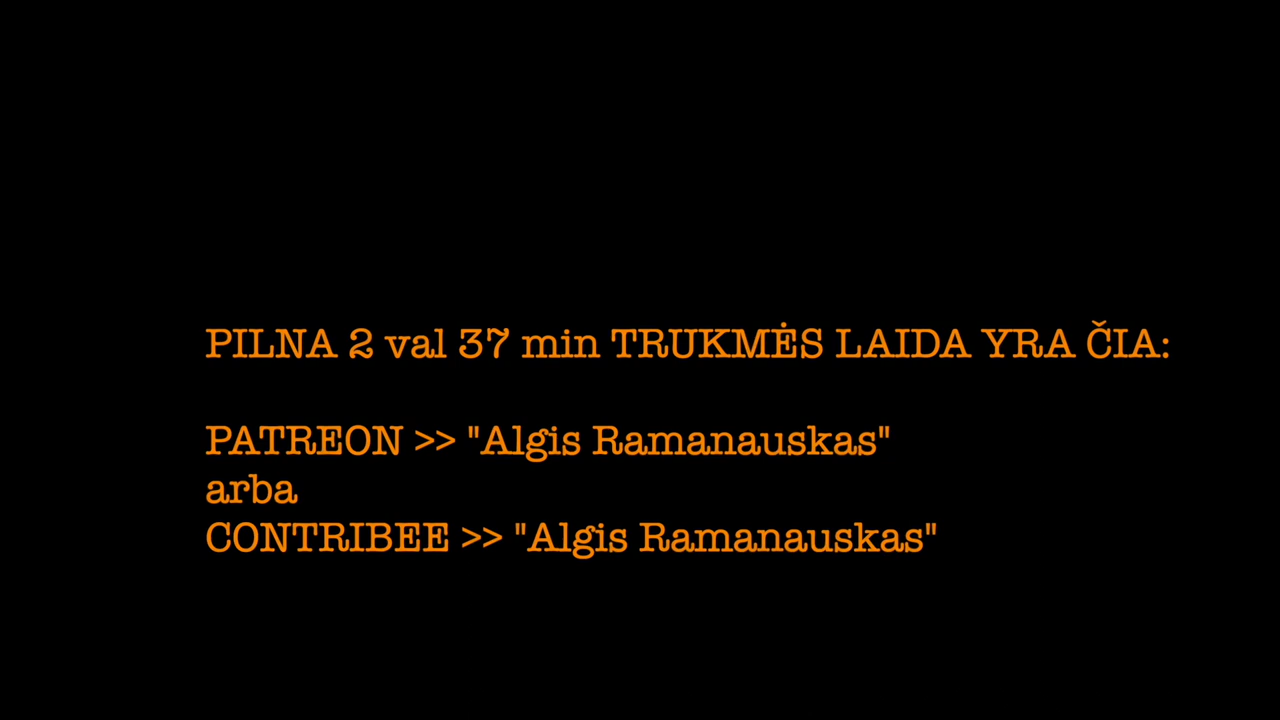 PILNA 2 val 37 min TRUKMĖS LAIDA YRA ČIA:
PATREON >> "Algis Ramanauskas"
arba
CONTRIBEE >> "Algis Ramanauskas"